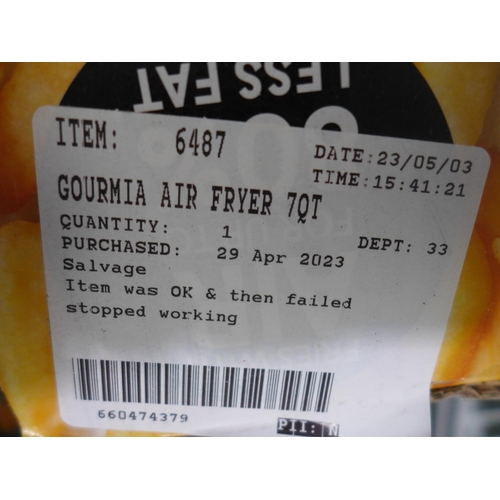 LESS FAT
ITEM: 6487
DATE:23/05/03
TIME:15:41:21
GOURMIA AIR FRYER 7QT
QUANTITY: 1
DEPT: 33
PURCHASED: 29 Apr 2023
Salvage
Item was OK & then failed
stopped working
660474379
PII: N